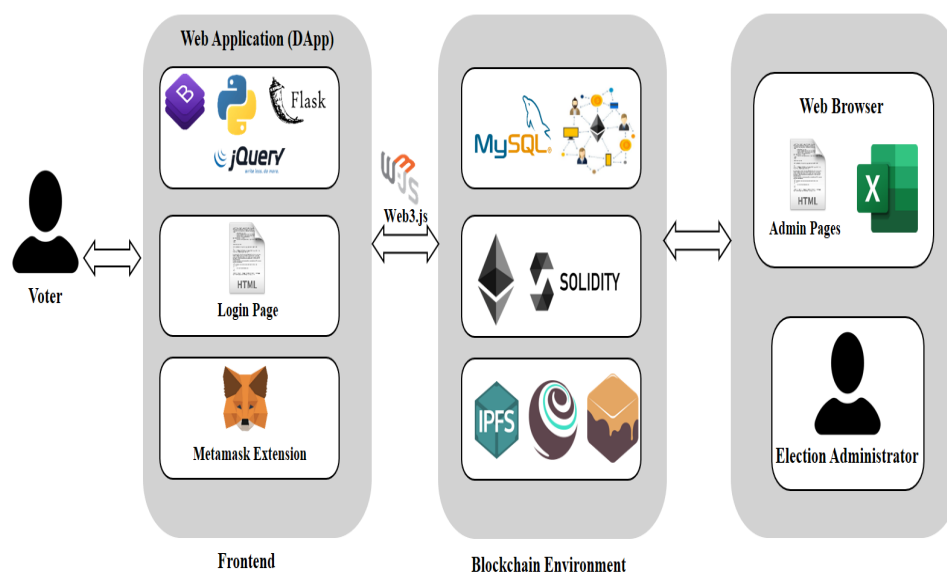 Web Application (DApp)
B
Flask
jQuery
write less, do more.
HTML
Login Page
Metamask Extension
Frontend
Voter
W3JS
Web3.js
MySQL®
SOLIDITY
IPFS
Blockchain Environment
Web Browser
HTML
Admin Pages
X
Election Administrator